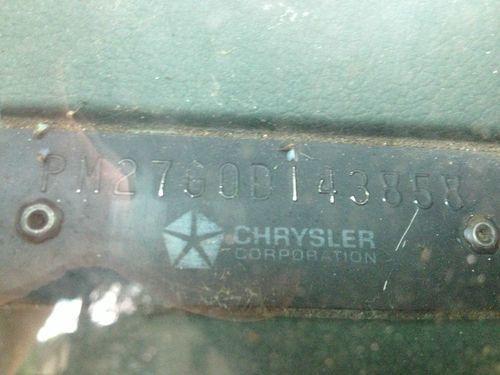 PM27G0D143858
CHRYSLER
CORPORATION